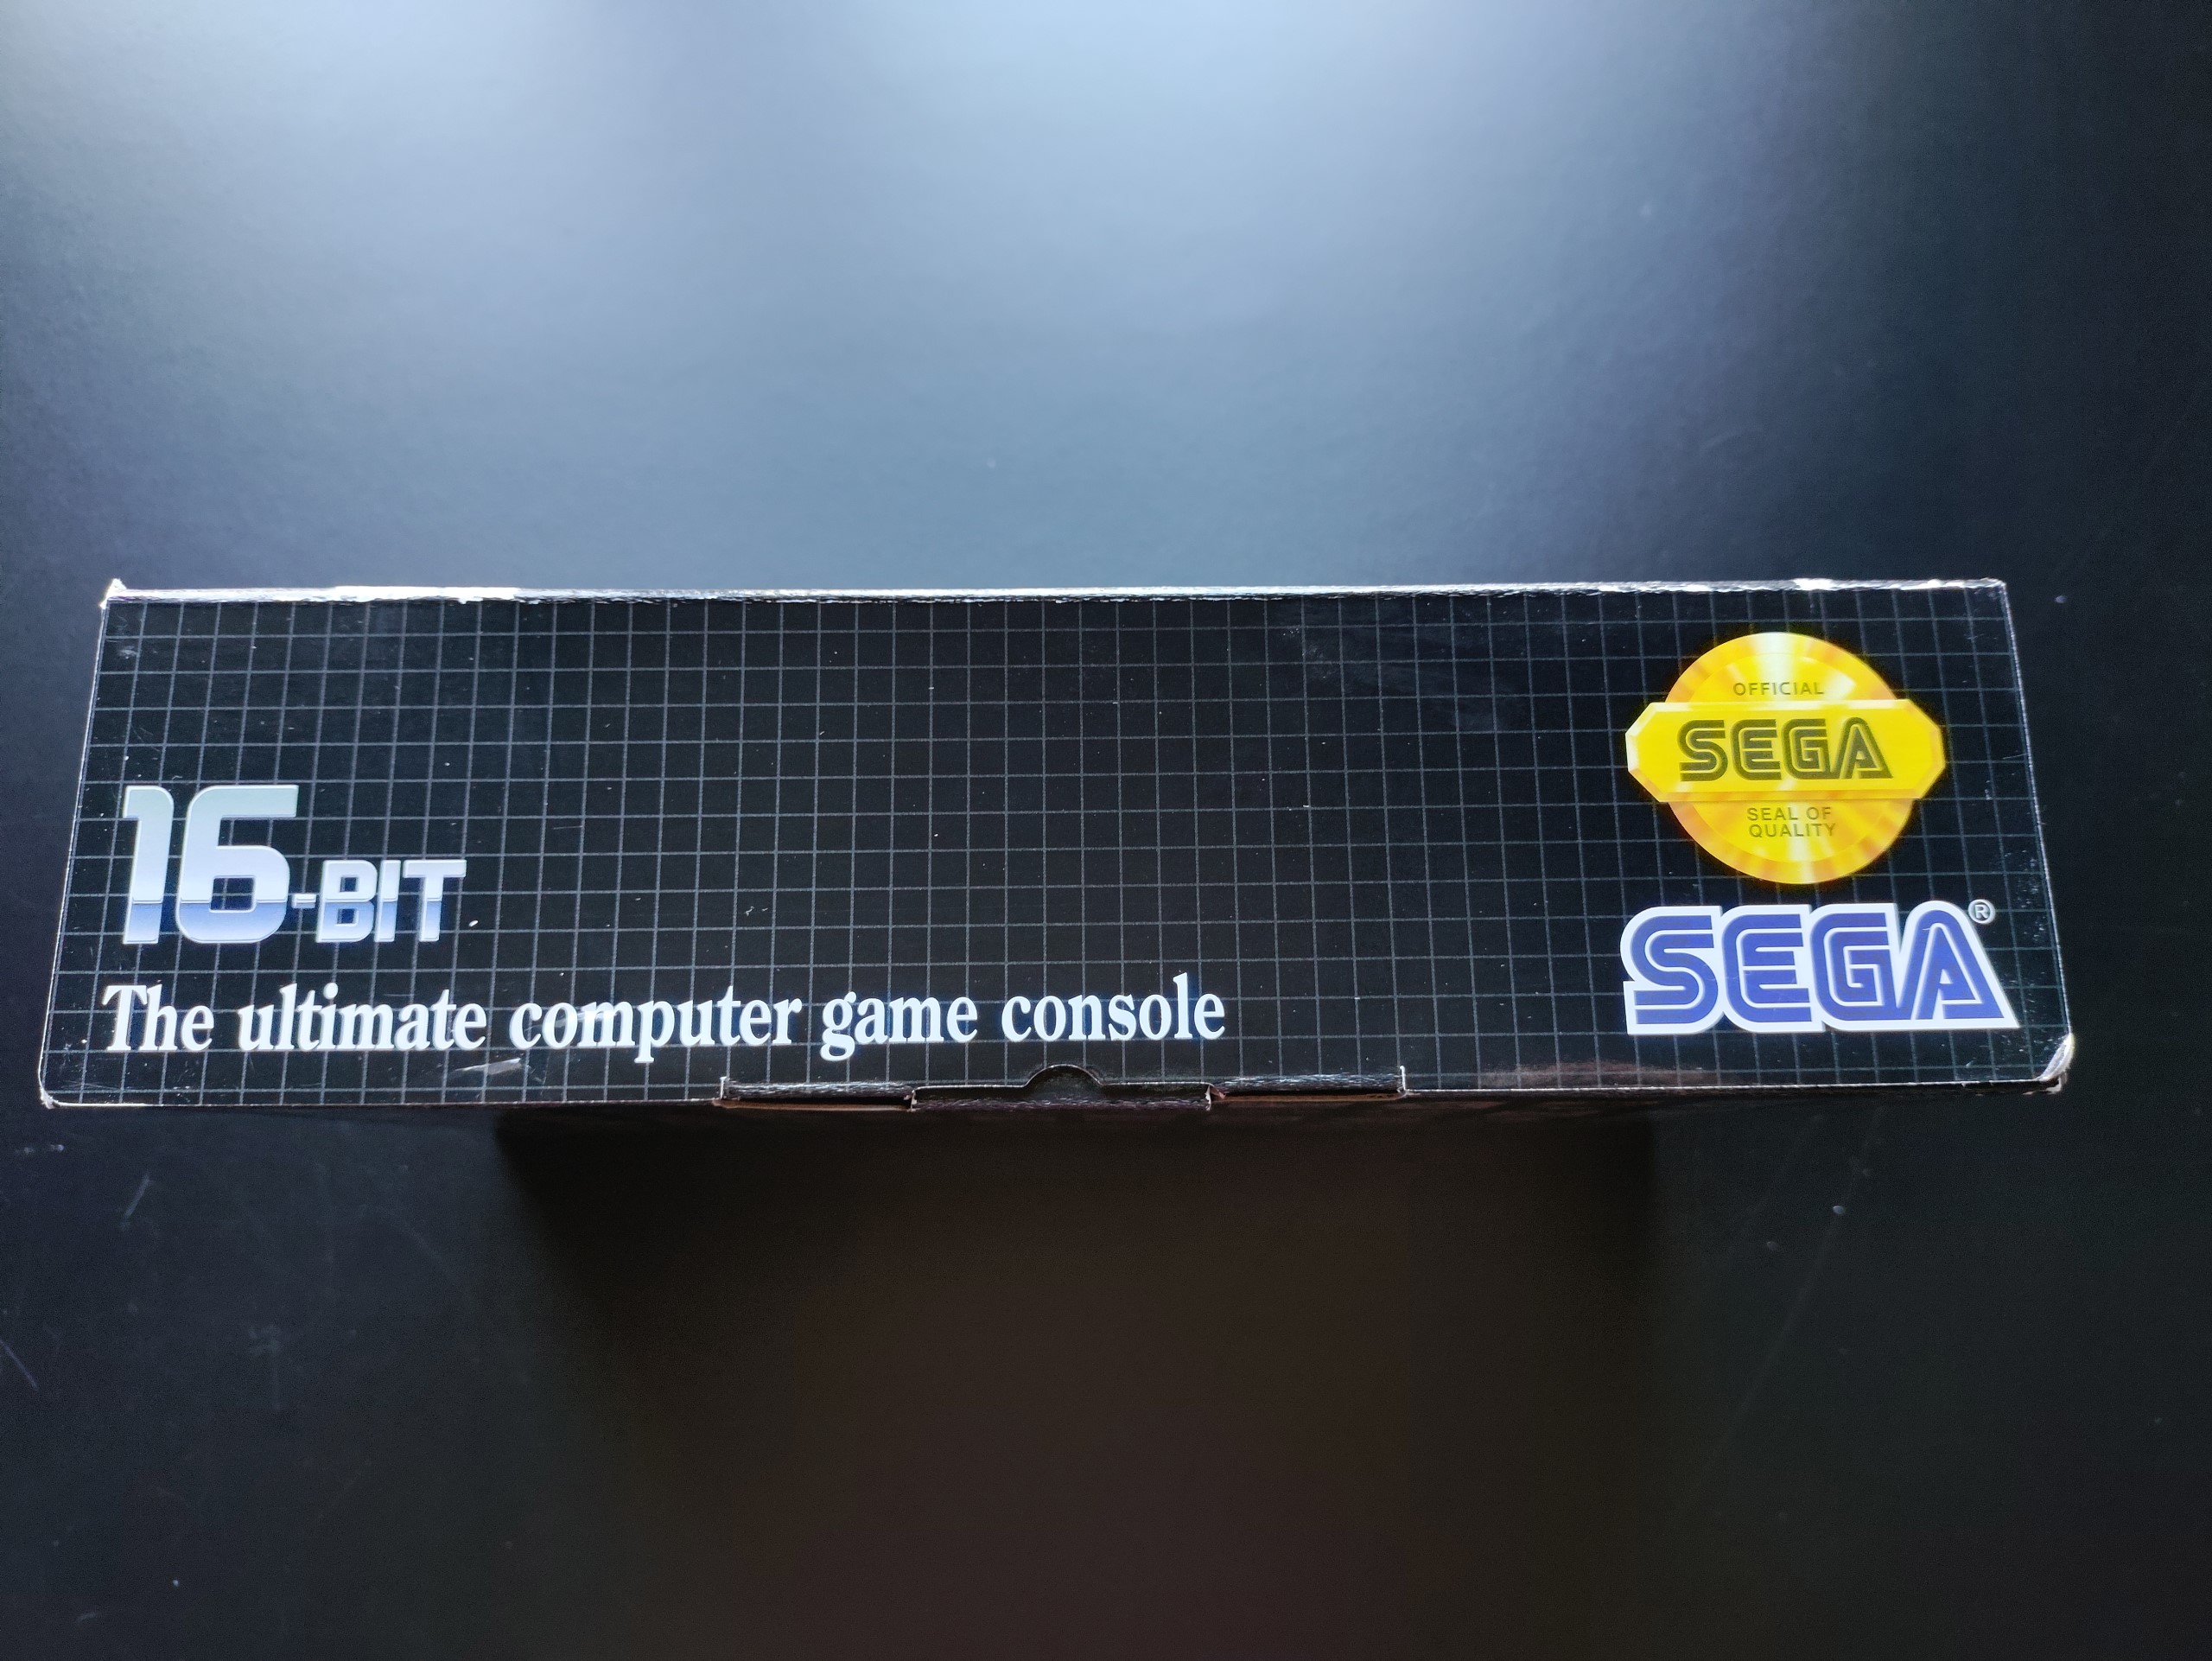 16-BIT
The ultimate computer game console
OFFICIAL
SEGA
SEAL OF
QUALITY
SEGA®